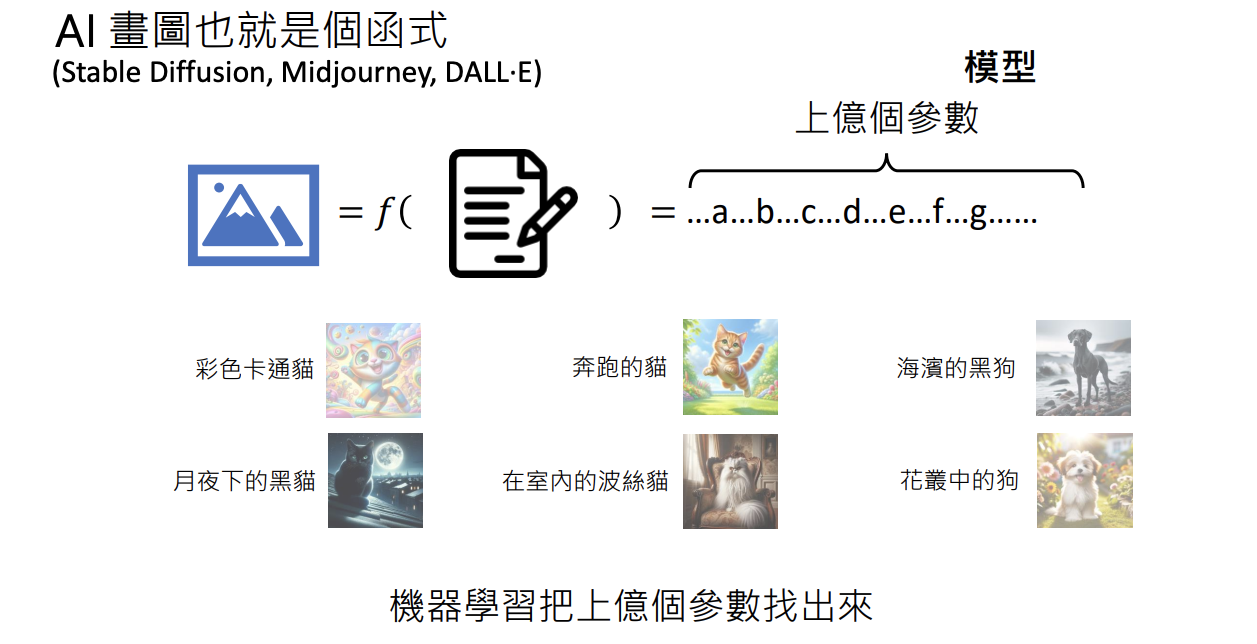 AI 畫圖也就是個函式
(Stable Diffusion, Midjourney, DALL·E)
模型
上億個參數
= f( ) = …a…b…c…d…e…f…g……
彩色卡通貓
奔跑的貓
海濱的黑狗
月夜下的黑貓
在室內的波絲貓
花叢中的狗
機器學習把上億個參數找出來